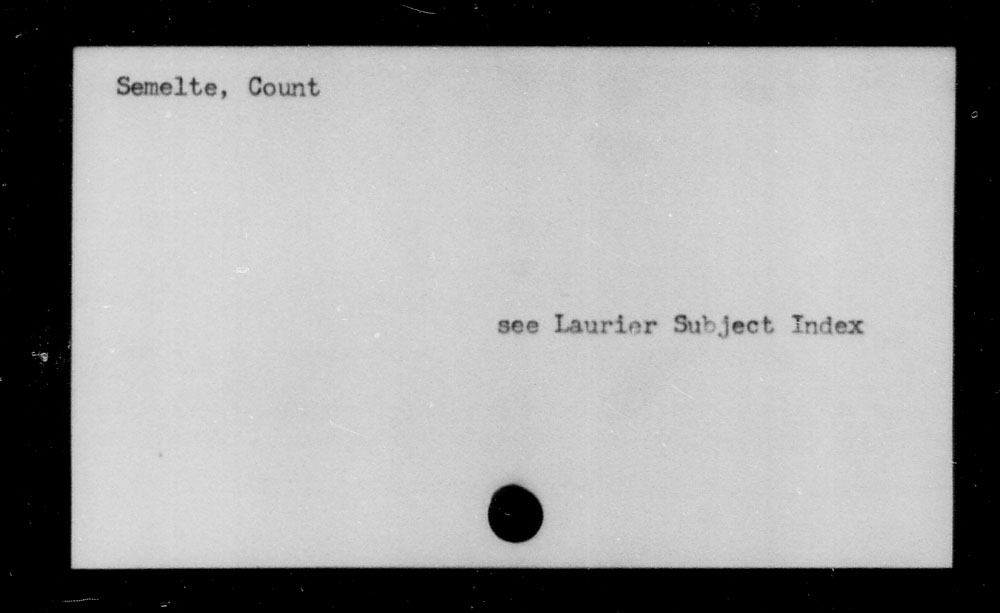 Semelte, Count
see Laurier Subject Index